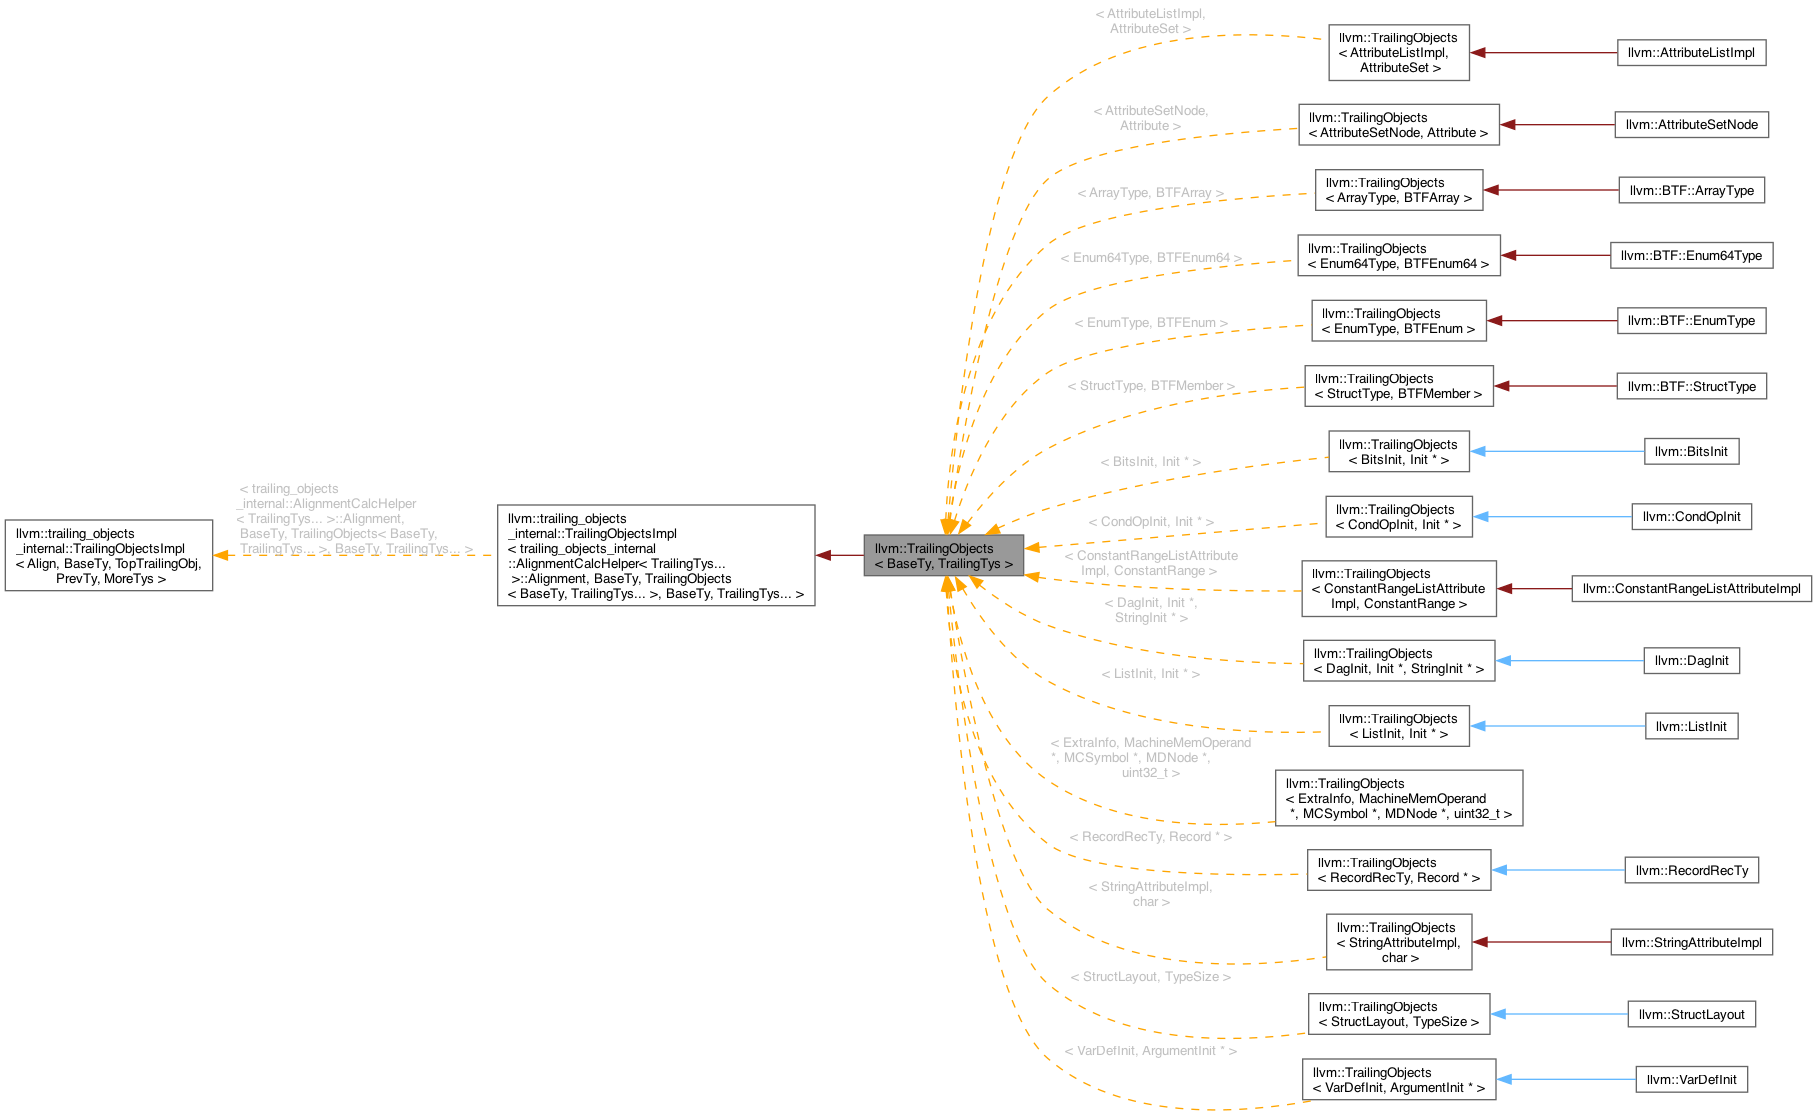 llvm::trailing_objects
_internal::TrailingObjectsImpl
< Align, BaseTy, TopTrailingObj,
PrevTy, MoreTys >
< trailing_objects
_internal::AlignmentCalcHelper
< TrailingTys... >::Alignment,
BaseTy, TrailingObjects< BaseTy,
TrailingTys... >, BaseTy, TrailingTys... >
llvm::trailing_objects
_internal::TrailingObjectsImpl
< trailing_objects_internal
::AlignmentCalcHelper< TrailingTys...
>::Alignment, BaseTy, TrailingObjects
< BaseTy, TrailingTys... >, BaseTy, TrailingTys... >
llvm::TrailingObjects
< BaseTy, TrailingTys >
< AttributeListImpl,
AttributeSet >
llvm::TrailingObjects
< AttributeListImpl,
AttributeSet >
llvm::AttributeListImpl
< AttributeSetNode,
Attribute >
llvm::TrailingObjects
< AttributeSetNode, Attribute >
llvm::AttributeSetNode
< ArrayType, BTFArray >
llvm::TrailingObjects
< ArrayType, BTFArray >
llvm::BTF::ArrayType
< Enum64Type, BTFEnum64 >
llvm::TrailingObjects
< Enum64Type, BTFEnum64 >
llvm::BTF::Enum64Type
< EnumType, BTFEnum >
llvm::TrailingObjects
< EnumType, BTFEnum >
llvm::BTF::EnumType
< StructType, BTFMember >
llvm::TrailingObjects
< StructType, BTFMember >
llvm::BTF::StructType
< BitsInit, Init * >
llvm::TrailingObjects
< BitsInit, Init * >
llvm::BitsInit
< CondOpInit, Init * >
llvm::TrailingObjects
< CondOpInit, Init * >
llvm::CondOpInit
< ConstantRangeListAttribute
Impl, ConstantRange >
llvm::TrailingObjects
< ConstantRangeListAttribute
Impl, ConstantRange >
llvm::ConstantRangeListAttributeImpl
< DagInit, Init *,
StringInit * >
llvm::TrailingObjects
< DagInit, Init *, StringInit * >
llvm::DagInit
< ListInit, Init * >
llvm::TrailingObjects
< ListInit, Init * >
llvm::ListInit
< ExtraInfo, MachineMemOperand
*, MCSymbol *, MDNode *,
uint32_t >
llvm::TrailingObjects
< ExtraInfo, MachineMemOperand
*, MCSymbol *, MDNode *, uint32_t >
< RecordRecTy, Record * >
llvm::TrailingObjects
< RecordRecTy, Record * >
llvm::RecordRecTy
< StringAttributeImpl,
char >
llvm::TrailingObjects
< StringAttributeImpl,
char >
llvm::StringAttributeImpl
< StructLayout, TypeSize >
llvm::TrailingObjects
< StructLayout, TypeSize >
llvm::StructLayout
< VarDefInit, ArgumentInit * >
llvm::TrailingObjects
< VarDefInit, ArgumentInit * >
llvm::VarDefInit